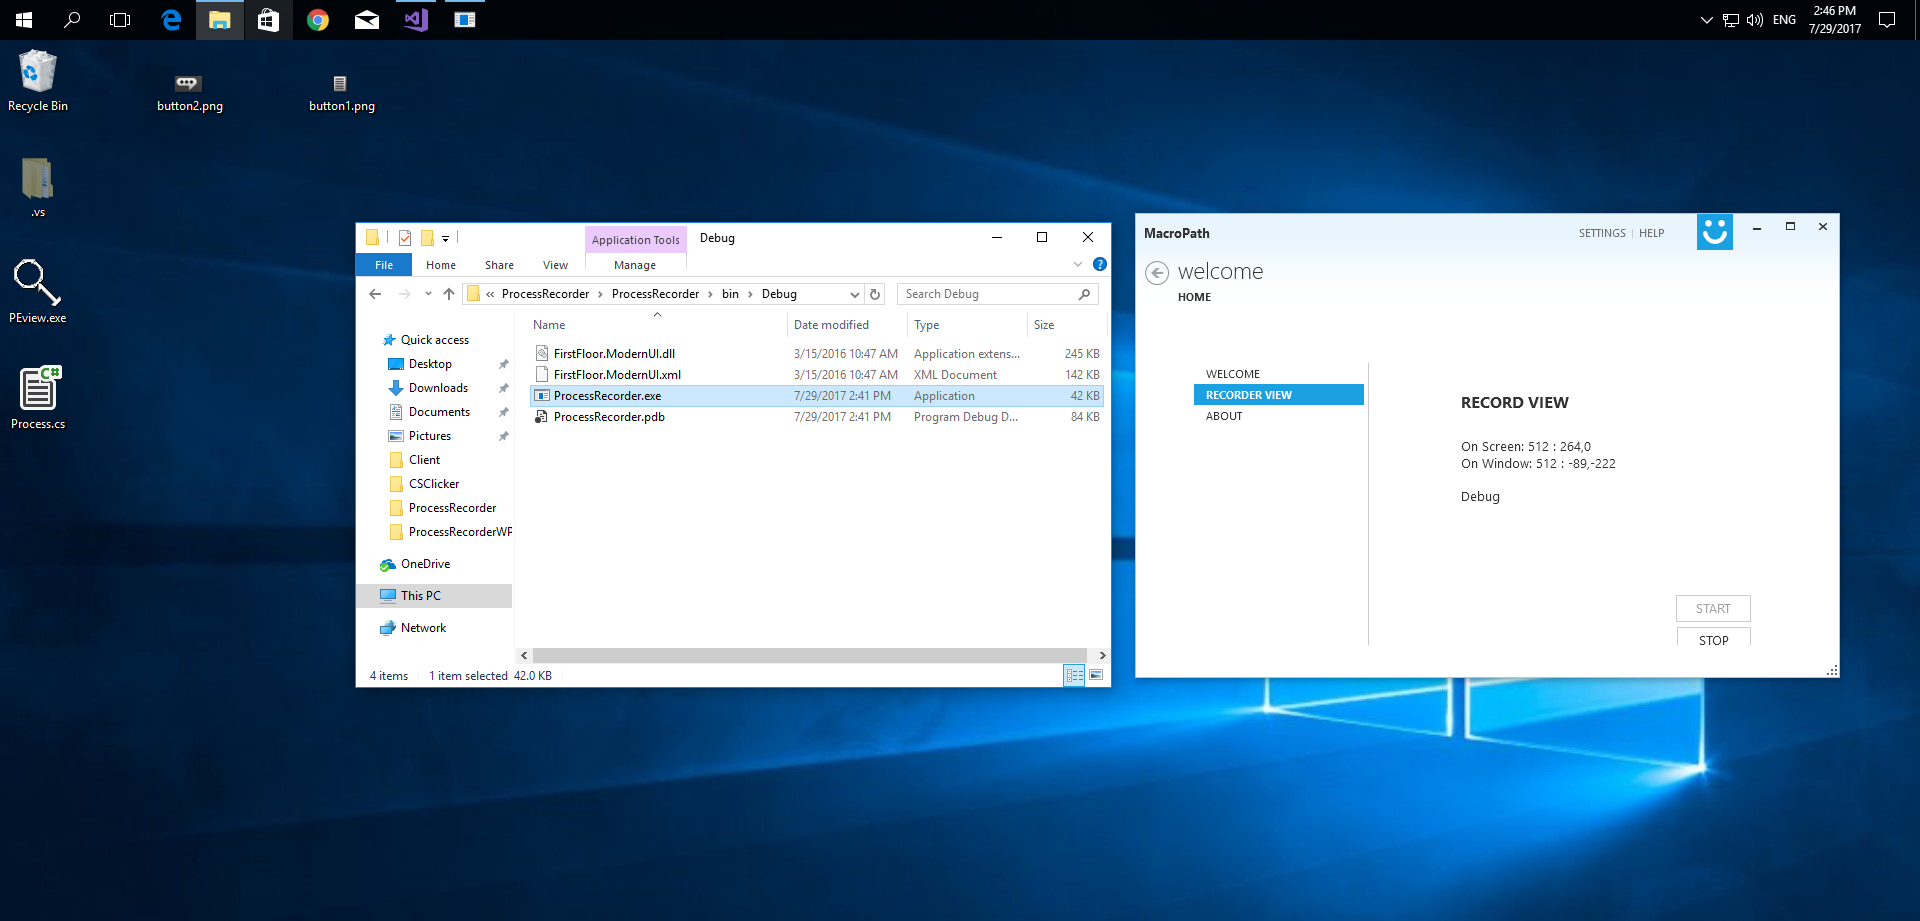 ENG
2:46 PM
7/29/2017
Recycle Bin
button2.png
button1.png
.vs
PEview.exe
C#
Process.cs
Application Tools
Debug
File
Home
Share
View
Manage
?
« ProcessRecorder > ProcessRecorder > bin > Debug
Search Debug
Name
Date modified
Type
Size
FirstFloor.ModernUI.dll 3/15/2016 10:47 AM Application extens... 245 KB
FirstFloor.ModernUI.xml 3/15/2016 10:47 AM XML Document 142 KB
ProcessRecorder.exe 7/29/2017 2:41 PM Application 42 KB
ProcessRecorder.pdb 7/29/2017 2:41 PM Program Debug D... 84 KB
Quick access
Desktop
Downloads
Documents
Pictures
Client
CSClicker
ProcessRecorder
ProcessRecorderWP
OneDrive
This PC
Network
4 items
1 item selected 42.0 KB
MacroPath
SETTINGS | HELP
welcome
HOME
WELCOME
RECORDER VIEW
ABOUT
RECORD VIEW
On Screen: 512 : 264,0
On Window: 512 : -89,-222
Debug
START
STOP